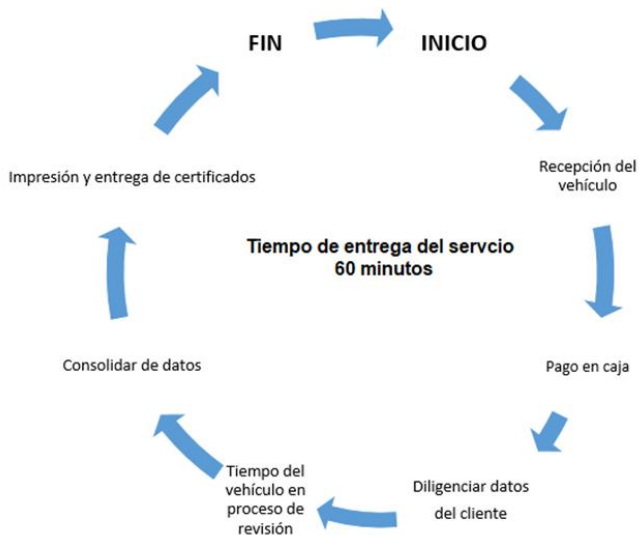 FIN
INICIO
Recepción del
vehículo
Pago en caja
Diligenciar datos
del cliente
Tiempo del
vehículo en
proceso de
revisión
Consolidar de datos
Impresión y entrega de certificados
Tiempo de entrega del servcio
60 minutos